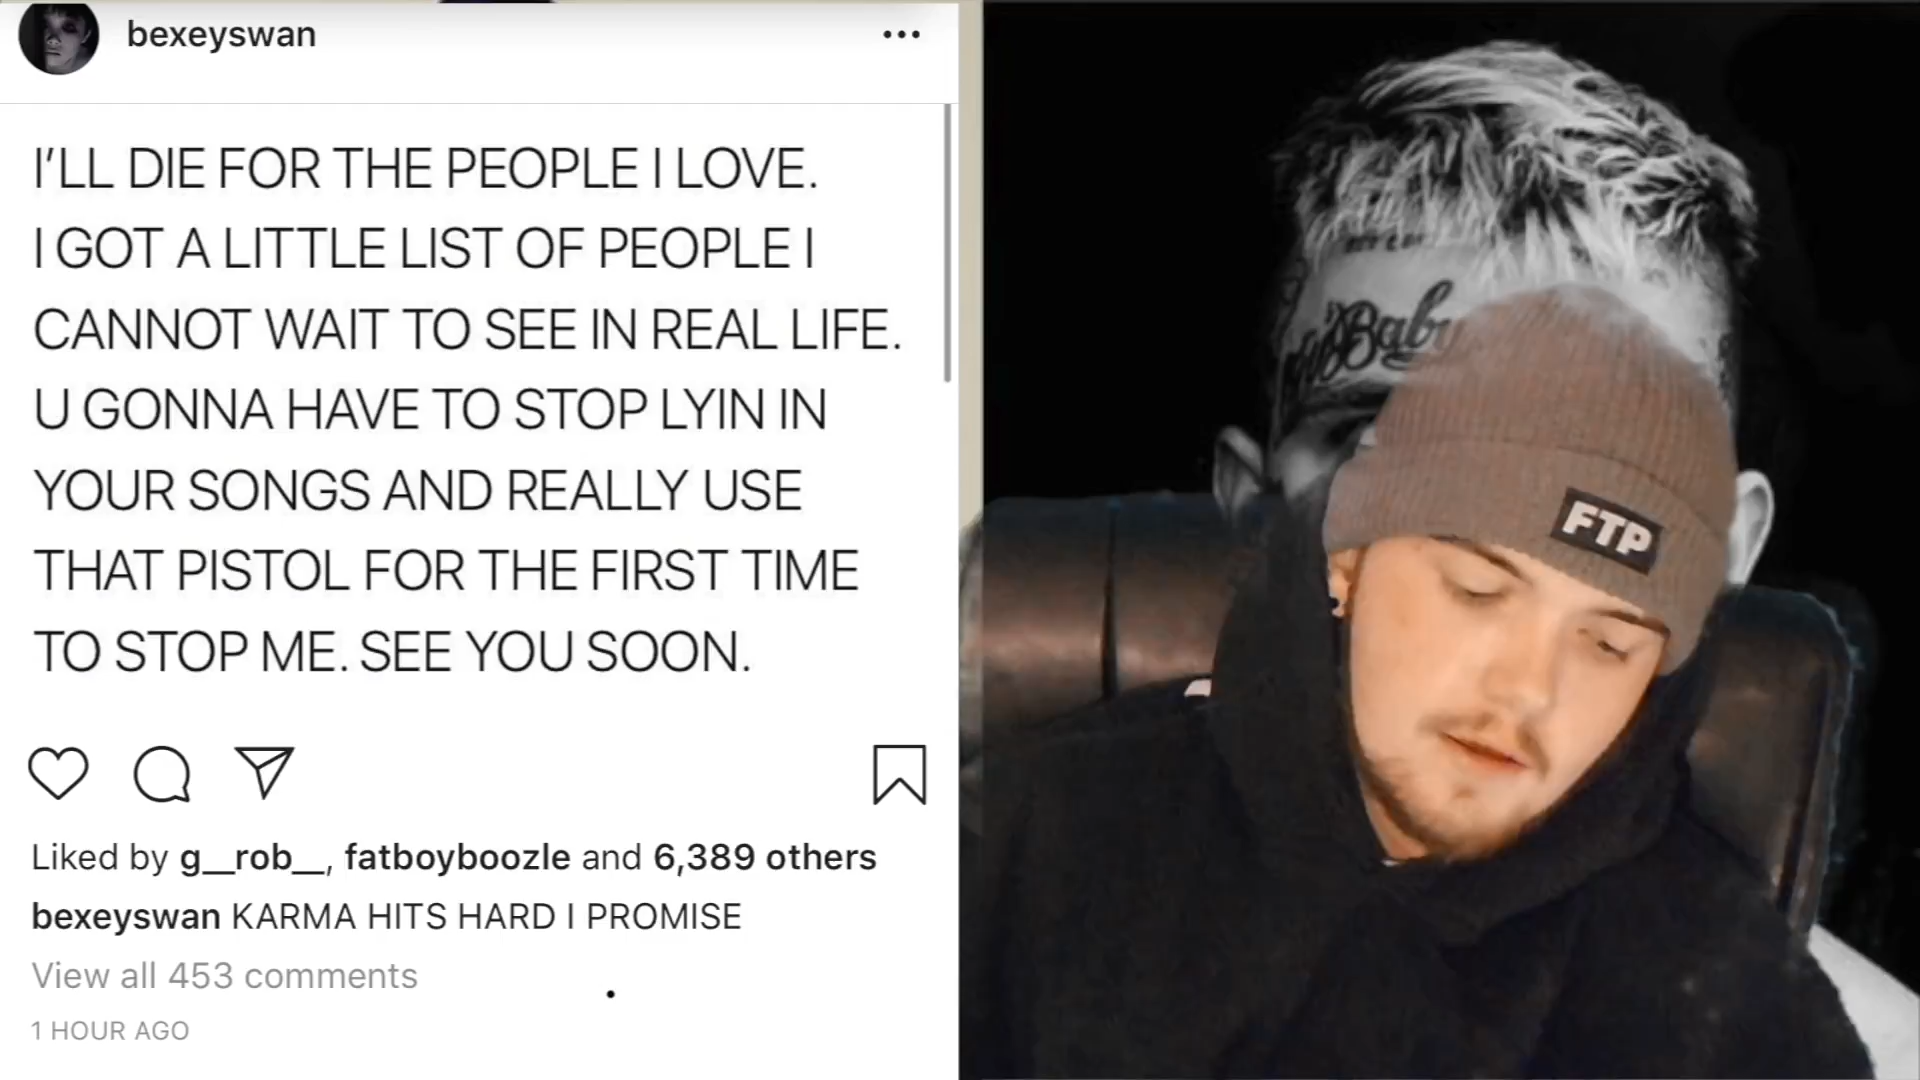 bexeyswan
I'LL DIE FOR THE PEOPLE I LOVE.
I GOT A LITTLE LIST OF PEOPLE I
CANNOT WAIT TO SEE IN REAL LIFE.
U GONNA HAVE TO STOP LYIN IN
YOUR SONGS AND REALLY USE
THAT PISTOL FOR THE FIRST TIME
TO STOP ME. SEE YOU SOON.
Liked by g__rob__, fatboyboozle and 6,389 others
bexeyswan KARMA HITS HARD I PROMISE
View all 453 comments
1 HOUR AGO
Baby
FTP